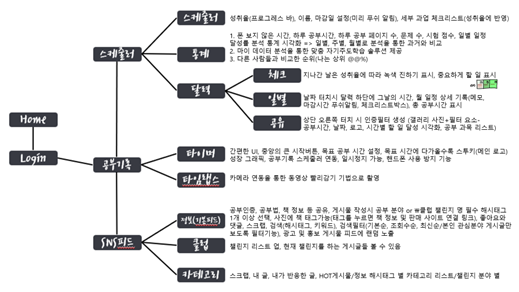 스케쥴러
성취율(프로그레스 바), 이름, 마감일 설정(미리 푸쉬 알림), 세부 과업 체크리스트(성취율에 반영)
스케쥴러
통계
1. 폰 보지 않은 시간, 하루 공부시간, 하루 공부 페이지 수, 문제 수, 시험 점수, 일별 일정
달성률 분석 통계 시각화 => 일별, 주별, 월별로 분석을 통한 과거와 비교
2. 마이 데이터 분석을 통한 맞춤 자기주도학습 솔루션 제공
3. 다른 사람들과 비교한 순위(나는 상위 @@%)
달력
체크
지나간 날은 성취율에 따라 녹색 진하기 표시, 중요하게 할 일 표시
일별
날짜 터치시 달력 하단에 그날의 시간, 월 일정 상세 기록(메모,
마감시간 푸쉬알림, 체크리스트박스), 총 공부시간 표시
공유
상단 오른쪽 터치 시 인증필터 생성 (갤러리 사진+필터 요소-
공부시간, 날짜, 로고, 시간별 할 일 달성 시각화, 공부 과목 리스트)
Home
Login
공부기록
타이머
간편한 UI, 중앙의 큰 시작버튼, 목표 공부 시간 설정, 목표 시간에 다가올수록 스투키(메인 로고)
성장 그래픽, 공부기록 스케쥴러 연동, 일시정지 가능, 핸드폰 사용 방지 기능
타임랩스
카메라 연동을 통한 동영상 빨리감기 기법으로 촬영
SNS피드
공부인증, 공부법, 책 정보 등 공유, 게시물 작성시 공부 분야 or 클럽 챌린지 명 필수 해시태그
1개 이상 선택, 사진에 책 태그가능(태그를 누르면 책 정보 및 판매 사이트 연결 링크) 좋아요와
댓글, 스크랩, 검색(해시태그, 키워드), 검색필터(기본순, 조회수순, 최신순/본인 관심분야 게시글만
보도록 필터기능), 광고 및 홍보 게시물 피드에 랜덤 노출
클럽
챌린지 리스트 업, 현재 챌린지를 하는 게시글들 볼 수 있음
카테고리
스크랩, 내 글, 내가 반응한 글, HOT게시물/정보 해시태그 별 카테고리 리스트/챌린지 분야 별